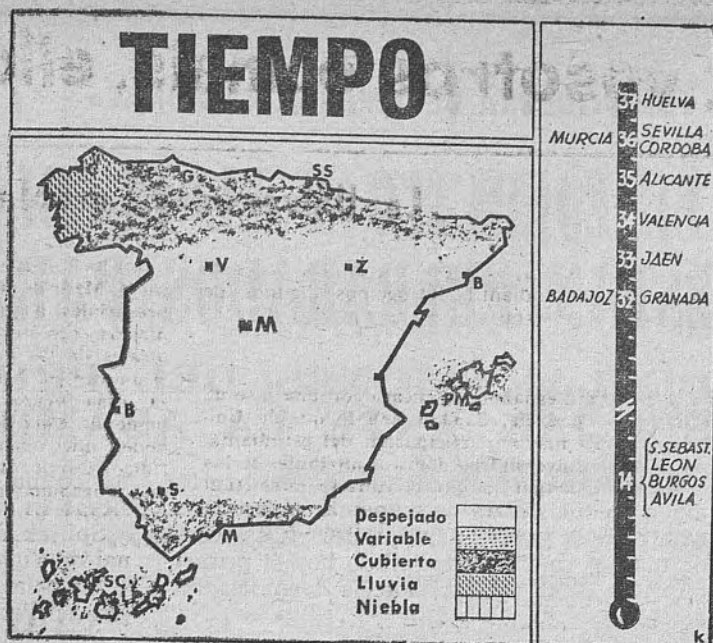 TIEMPO
C
G
SS
V
Z
B
M
PM
B
S.
M
SC
LP
Despejado
Variable
Cubierto
Lluvia
Niebla
37 HUELVA
MURCIA 36 SEVILLA
CORDOBA
35 ALICANTE
34 VALENCIA
33 JAEN
BADAJOZ 32 GRANADA
14 S.SEBAST.
LEON
BURGOS
AVILA
k